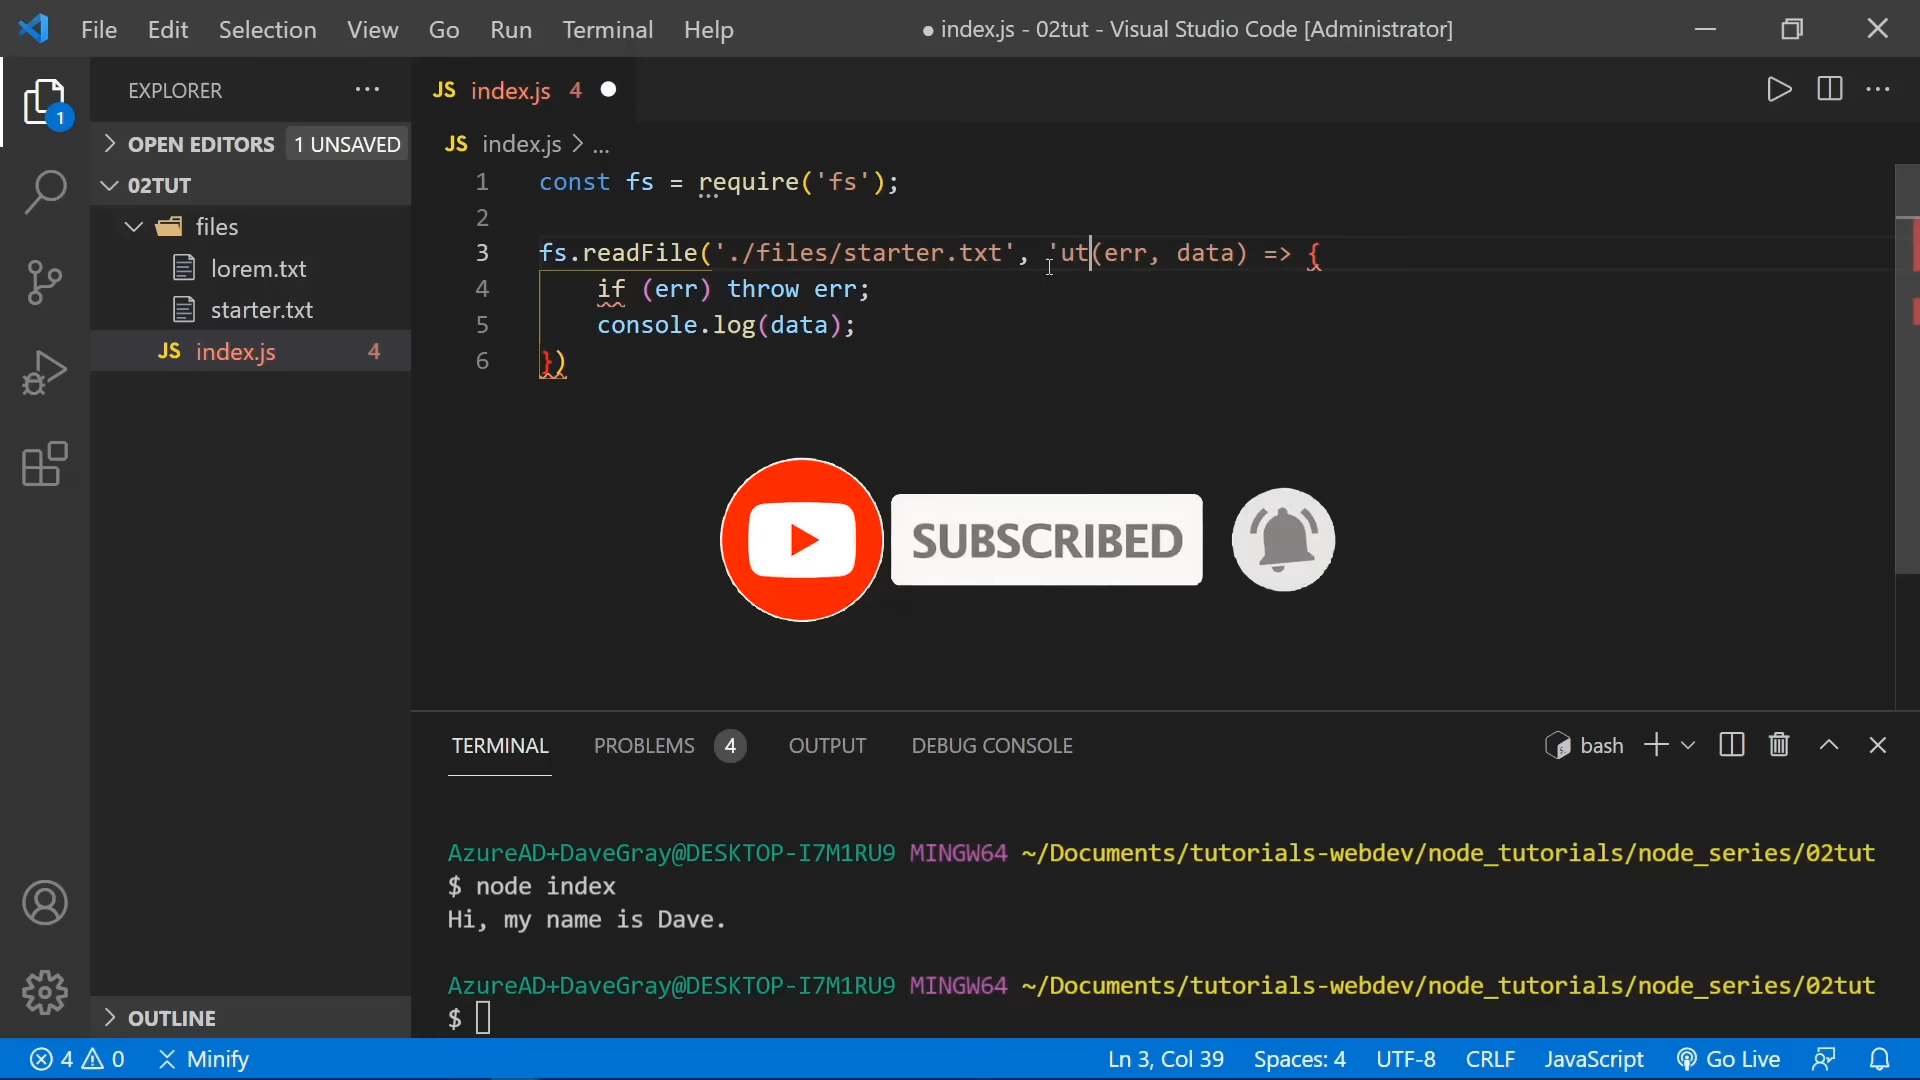 File Edit Selection View Go Run Terminal Help ● index.js - 02tut - Visual Studio Code [Administrator]
EXPLORER ...
JS index.js 4
1
OPEN EDITORS 1 UNSAVED
JS index.js > ...
02TUT
files
lorem.txt
starter.txt
JS index.js 4
1 const fs = require('fs');
2
3 fs.readFile('./files/starter.txt', 'ut(err, data) => {
4 if (err) throw err;
5 console.log(data);
6 })
SUBSCRIBED
TERMINAL PROBLEMS 4 OUTPUT DEBUG CONSOLE
bash
AzureAD+DaveGray@DESKTOP-I7M1RU9 MINGW64 ~/Documents/tutorials-webdev/node_tutorials/node_series/02tut
$ node index
Hi, my name is Dave.
AzureAD+DaveGray@DESKTOP-I7M1RU9 MINGW64 ~/Documents/tutorials-webdev/node_tutorials/node_series/02tut
$
OUTLINE
4 0 Minify Ln 3, Col 39 Spaces: 4 UTF-8 CRLF JavaScript Go Live